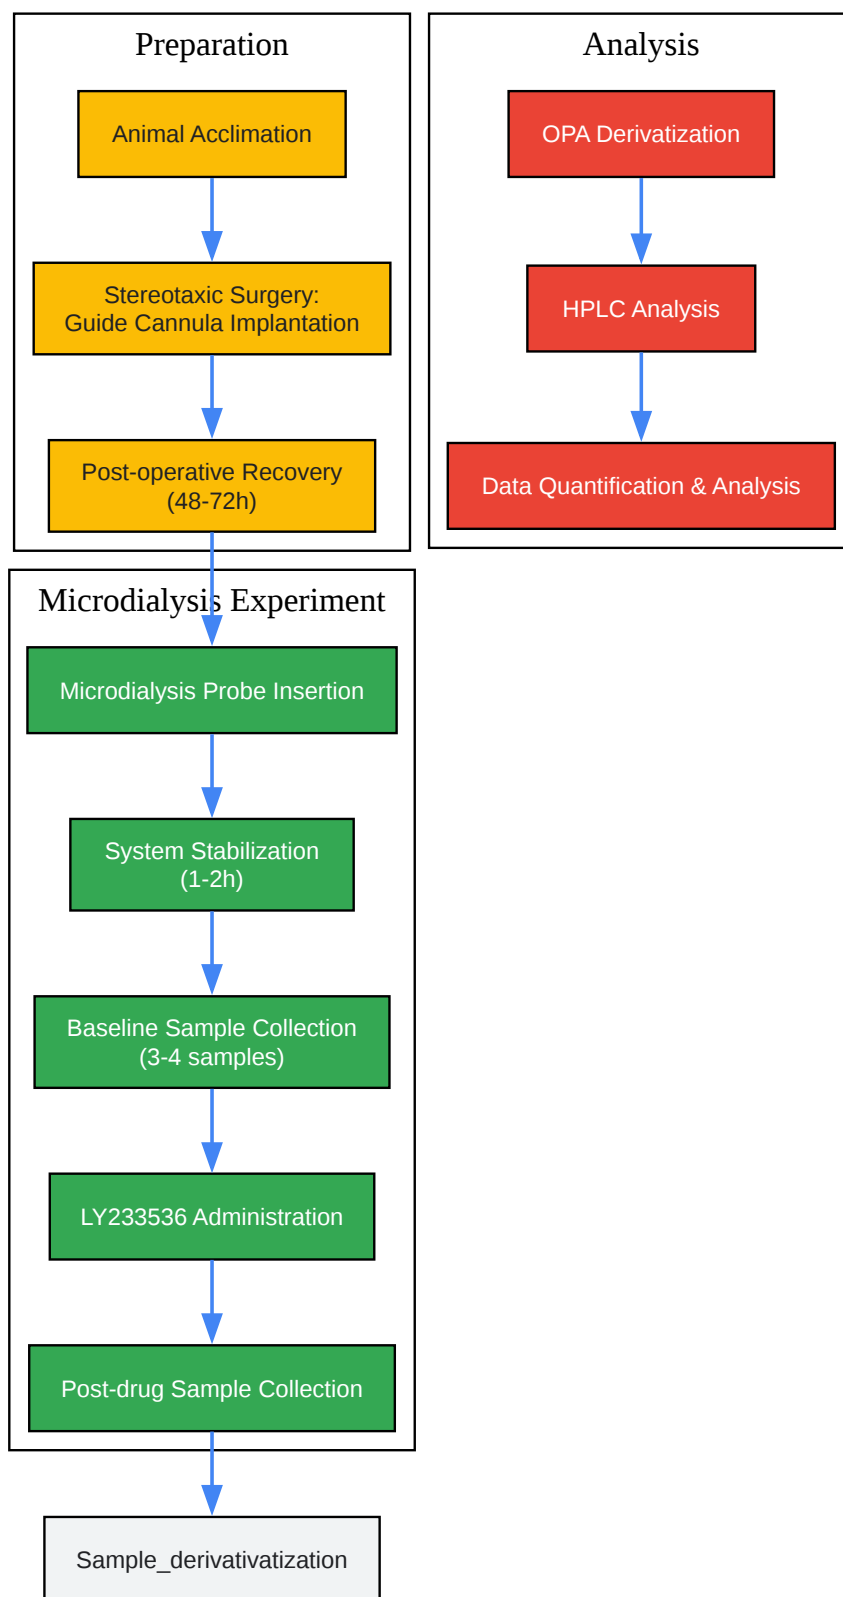 Preparation
Animal Acclimation
Stereotaxic Surgery:
Guide Cannula Implantation
Post-operative Recovery
(48-72h)
Analysis
OPA Derivatization
HPLC Analysis
Data Quantification & Analysis
Microdialysis Experiment
Microdialysis Probe Insertion
System Stabilization
(1-2h)
Baseline Sample Collection
(3-4 samples)
LY233536 Administration
Post-drug Sample Collection
Sample_derivativatization